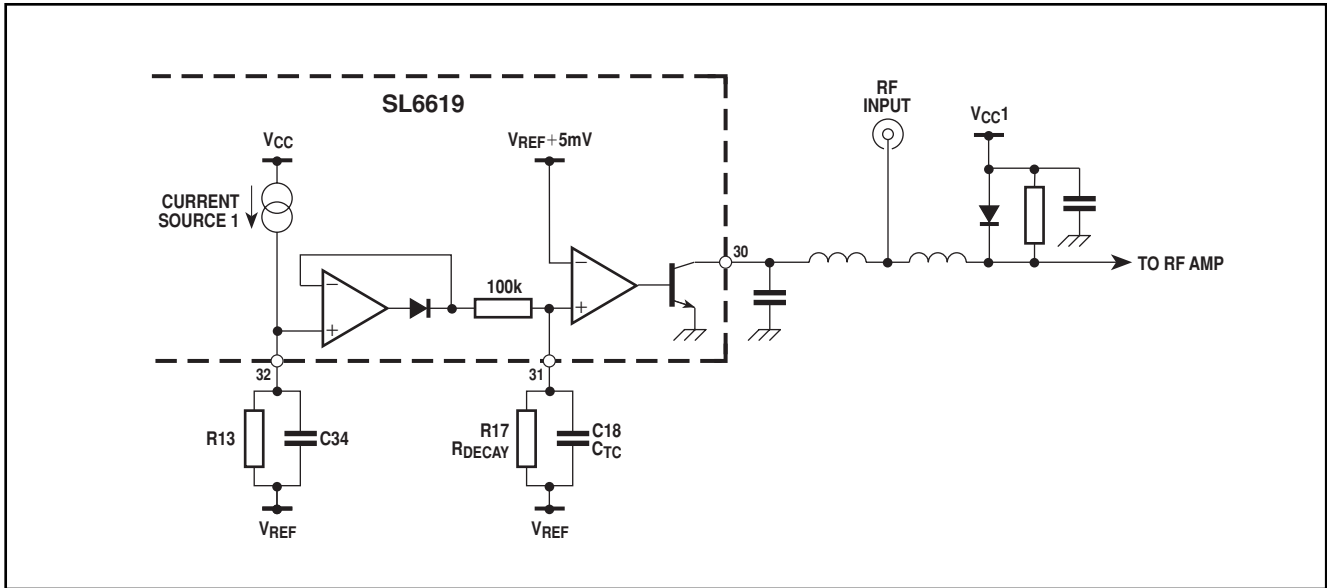 SL6619
VCC
CURRENT
SOURCE 1
VREF+5mV
100k
−
+
−
+
30
32
31
R13
C34
VREF
R17
RDECAY
C18
CTC
VREF
RF
INPUT
VCC1
TO RF AMP